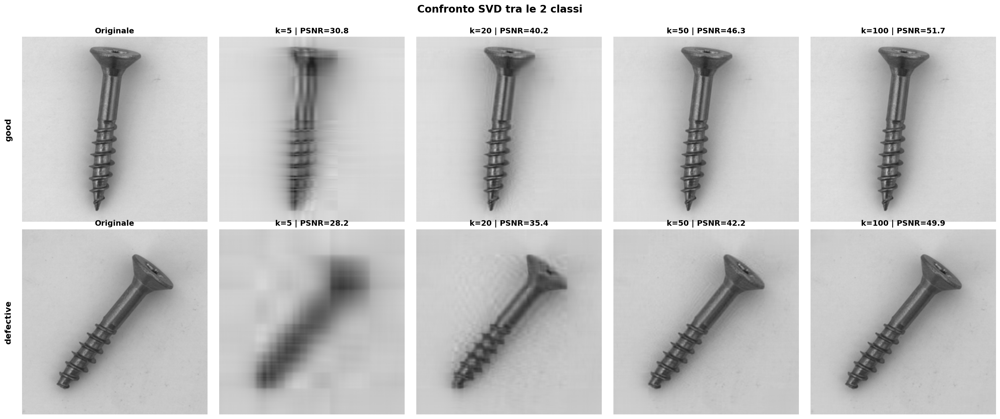 Confronto SVD tra le 2 classi
Originale
k=5 | PSNR=30.8
k=20 | PSNR=40.2
k=50 | PSNR=46.3
k=100 | PSNR=51.7
good
Originale
k=5 | PSNR=28.2
k=20 | PSNR=35.4
k=50 | PSNR=42.2
k=100 | PSNR=49.9
defective